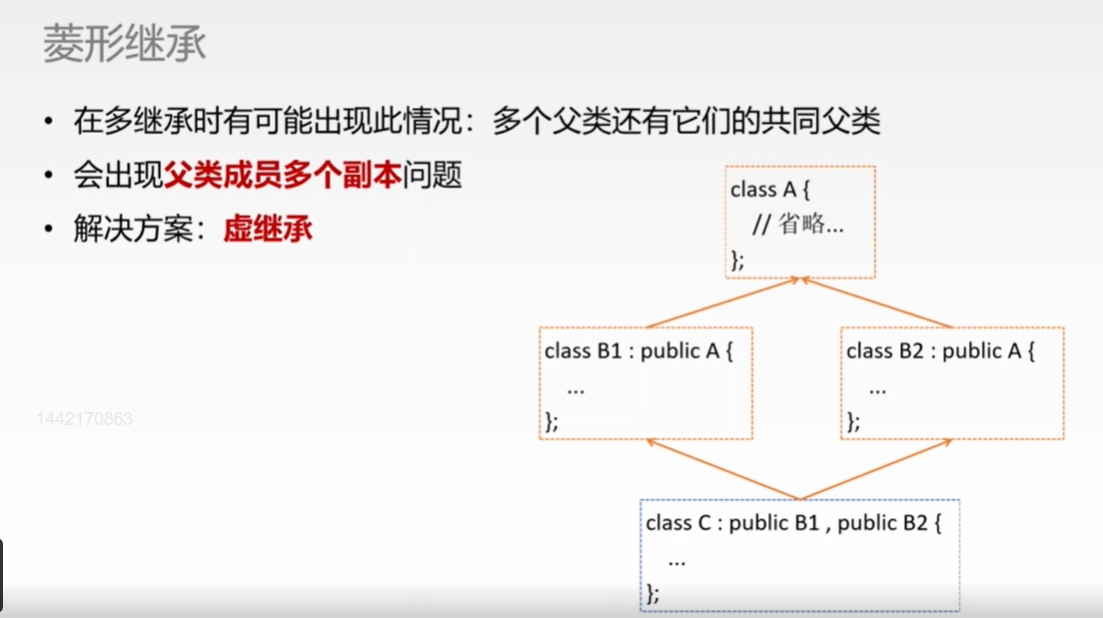 菱形继承
• 在多继承时有可能出现此情况：多个父类还有它们的共同父类
• 会出现父类成员多个副本问题
• 解决方案：虚继承
class A {
// 省略...
};
class B1 : public A {
...
};
class B2 : public A {
...
};
1442170863
class C : public B1 , public B2 {
...
};